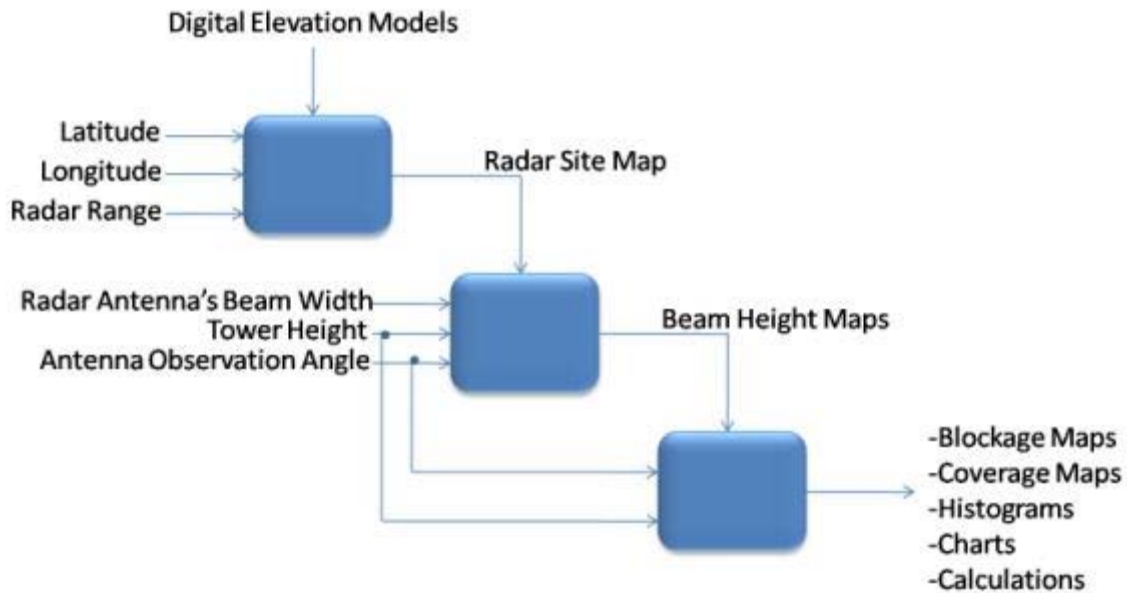 Digital Elevation Models
Latitude
Longitude
Radar Range
Radar Site Map
Radar Antenna's Beam Width
Tower Height
Antenna Observation Angle
Beam Height Maps
-Blockage Maps
-Coverage Maps
-Histograms
-Charts
-Calculations